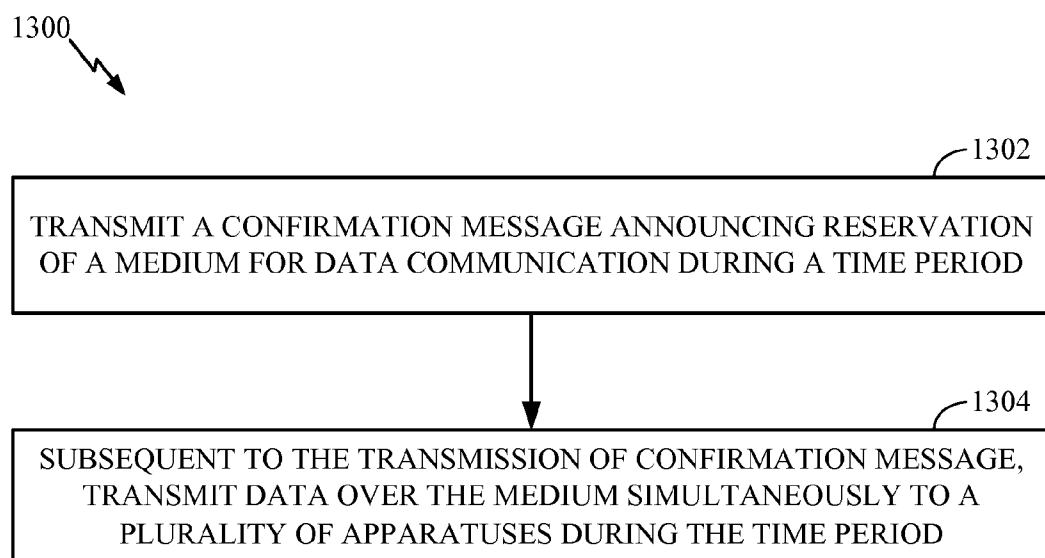 1300
1302
TRANSMIT A CONFIRMATION MESSAGE ANNOUNCING RESERVATION
OF A MEDIUM FOR DATA COMMUNICATION DURING A TIME PERIOD
1304
SUBSEQUENT TO THE TRANSMISSION OF CONFIRMATION MESSAGE,
TRANSMIT DATA OVER THE MEDIUM SIMULTANEOUSLY TO A
PLURALITY OF APPARATUSES DURING THE TIME PERIOD